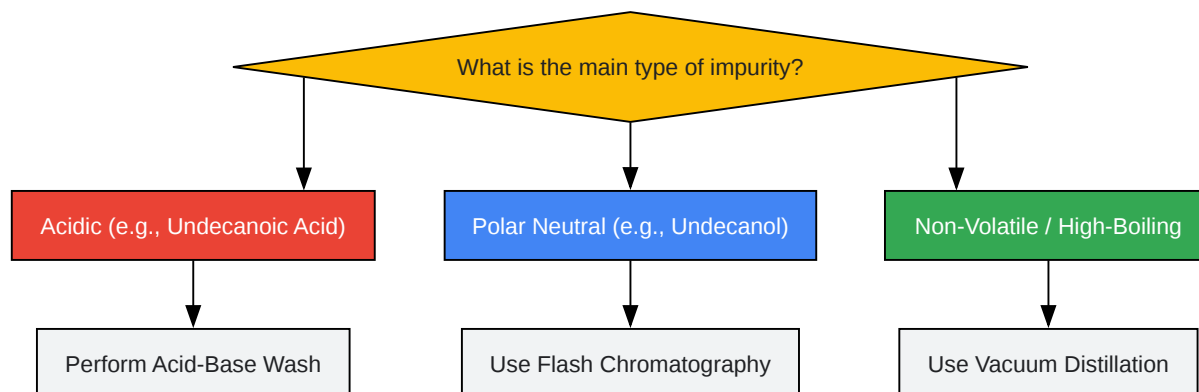 What is the main type of impurity?
Acidic (e.g., Undecanoic Acid)
Polar Neutral (e.g., Undecanol)
Non-Volatile / High-Boiling
Perform Acid-Base Wash
Use Flash Chromatography
Use Vacuum Distillation